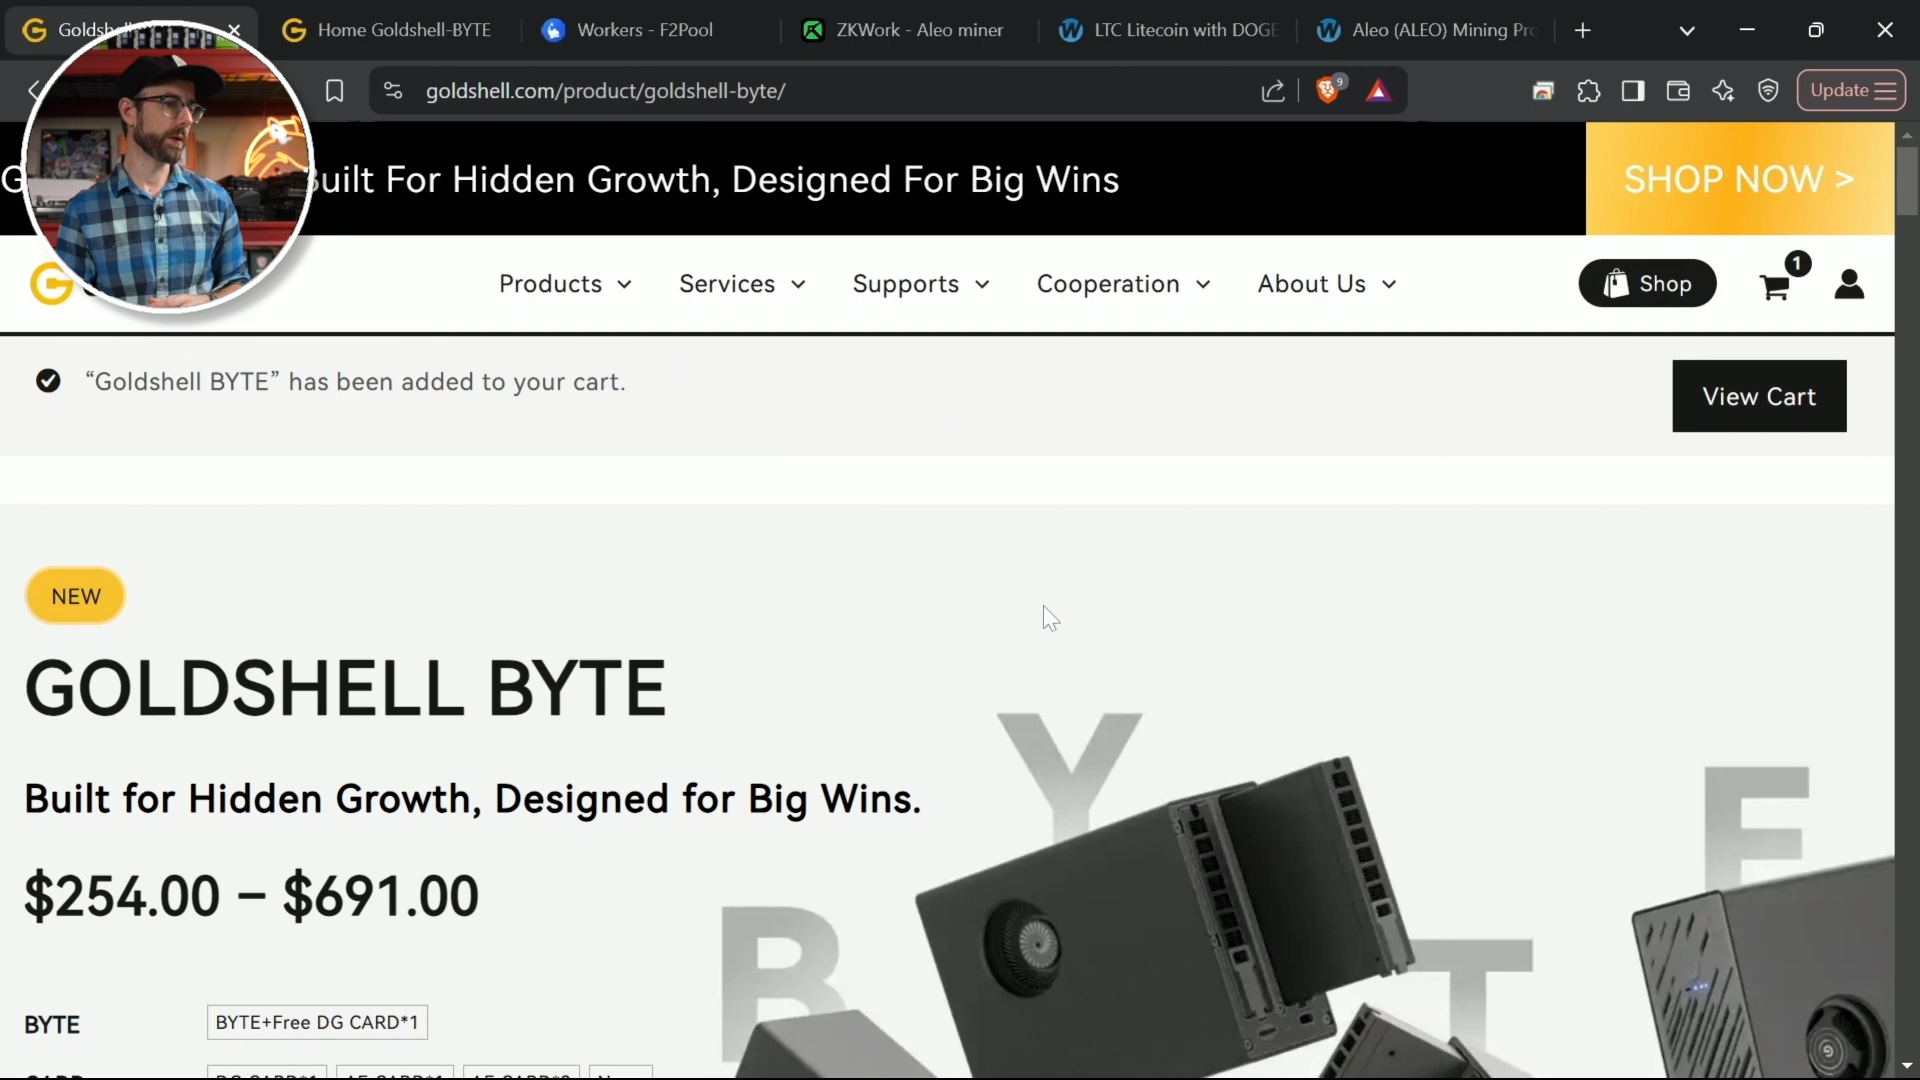 Home Goldshell-BYTE
Workers - F2Pool
ZKWork - Aleo miner
LTC Litecoin with DOGE
Aleo (ALEO) Mining Pro
goldshell.com/product/goldshell-byte/
9
Update
Built For Hidden Growth, Designed For Big Wins
SHOP NOW >
Products
Services
Supports
Cooperation
About Us
Shop
1
“Goldshell BYTE” has been added to your cart.
View Cart
NEW
GOLDSHELL BYTE
Built for Hidden Growth, Designed for Big Wins.
$254.00 – $691.00
B Y T E
BYTE
BYTE+Free DG CARD*1